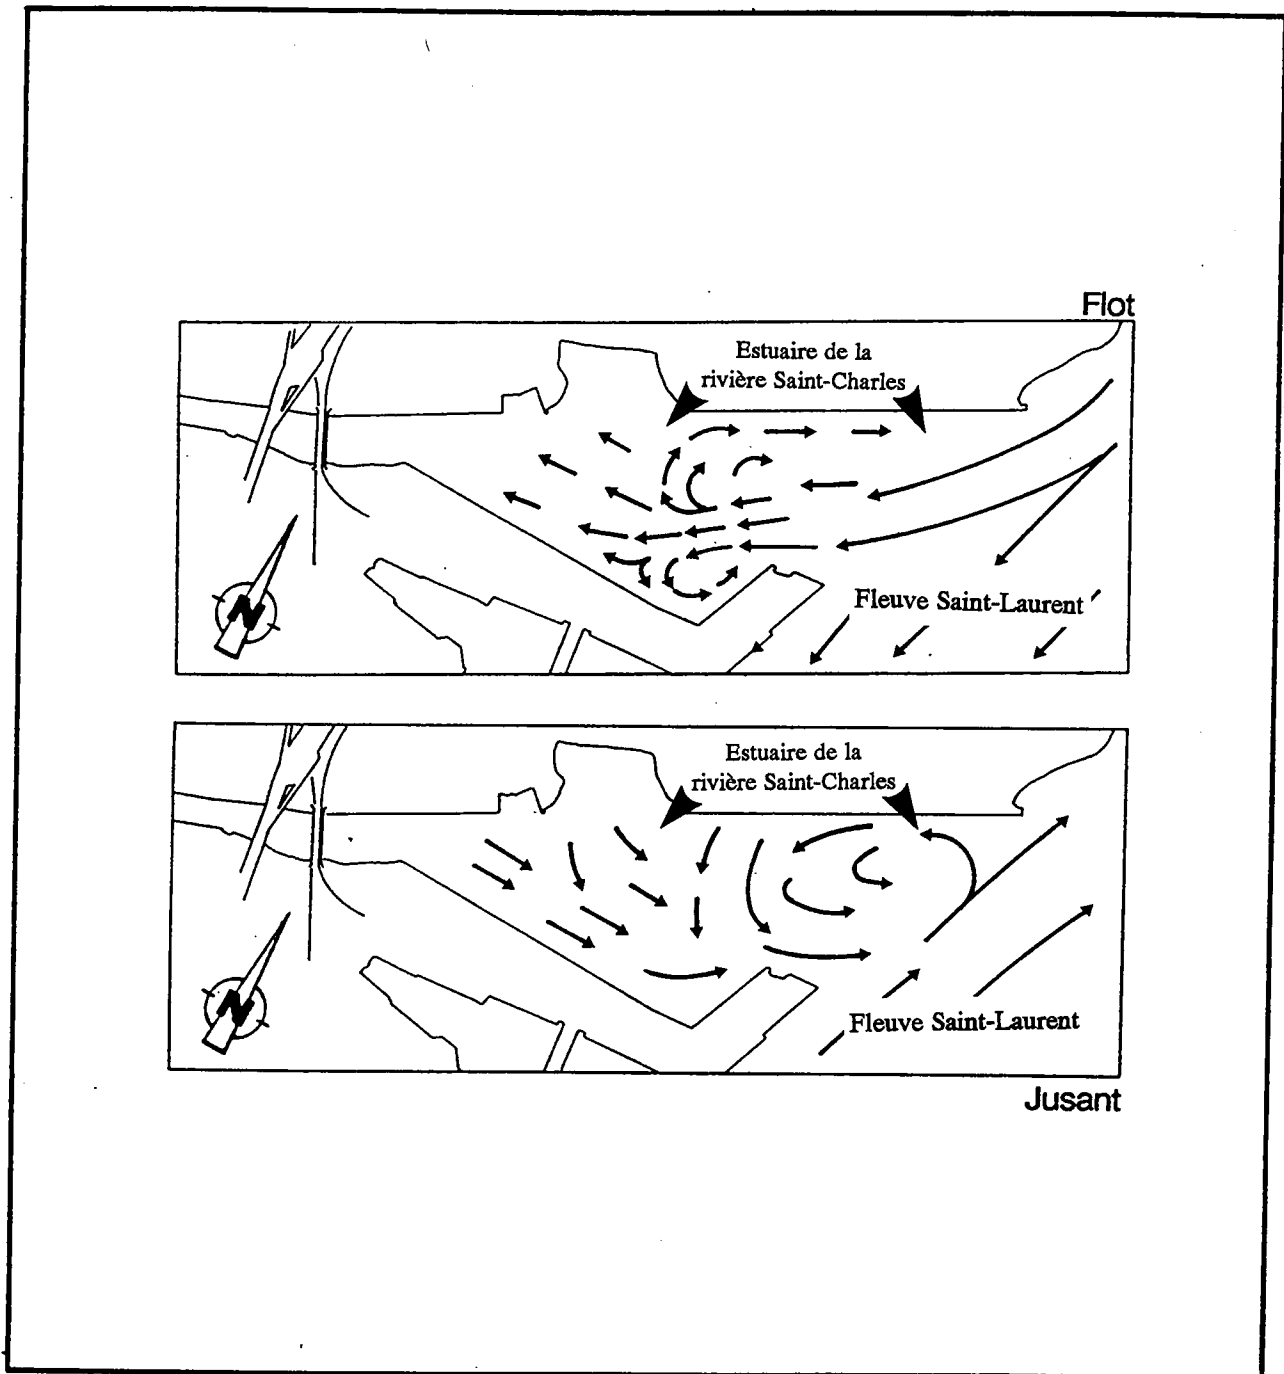 Flot
Estuaire de la
rivière Saint-Charles
Fleuve Saint-Laurent
N
Estuaire de la
rivière Saint-Charles
Fleuve Saint-Laurent
N
Jusant